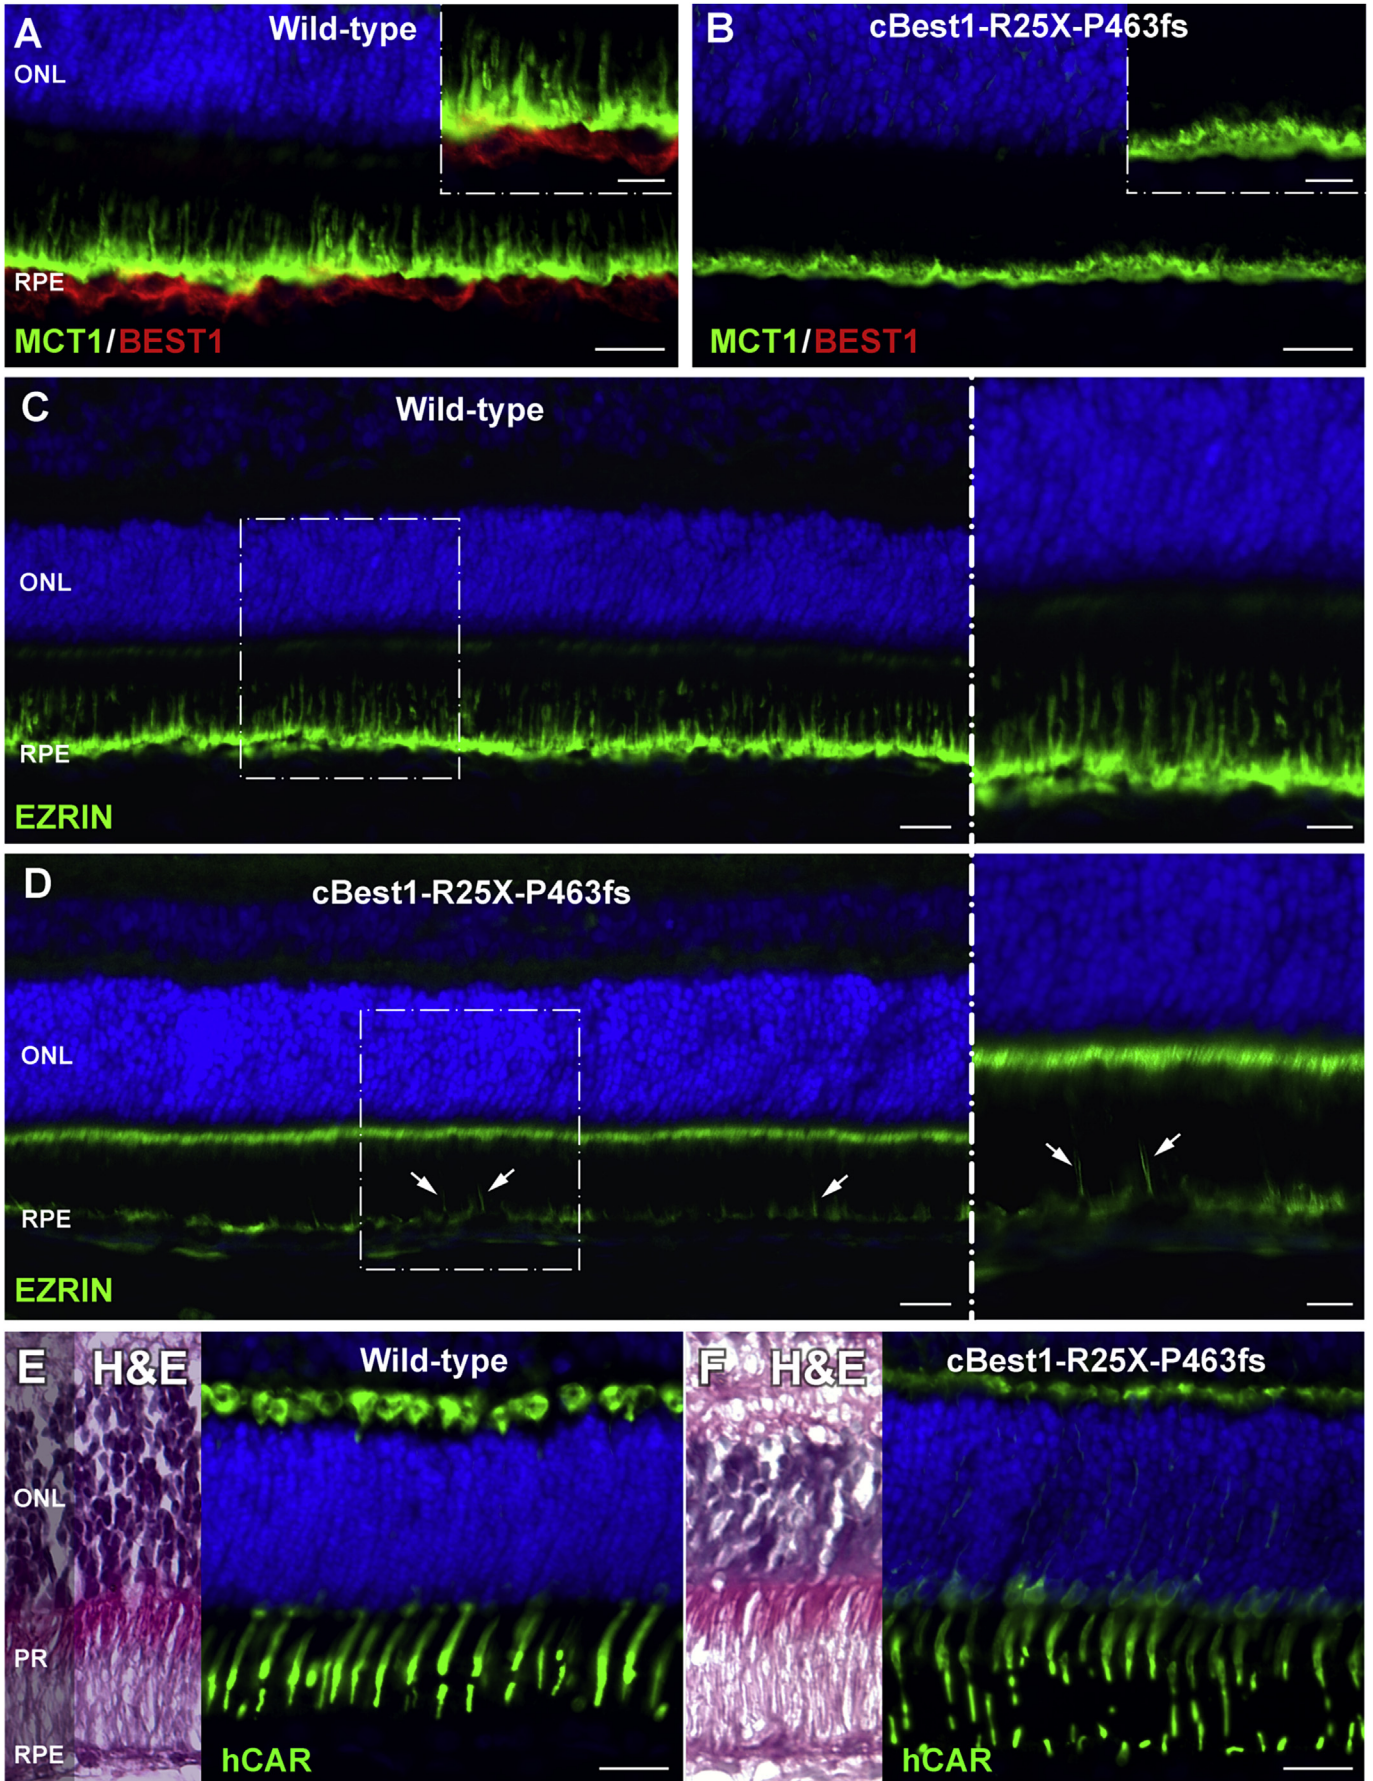 A
Wild-type
ONL
RPE
MCT1/BEST1
B
cBest1-R25X-P463fs
MCT1/BEST1
C
Wild-type
ONL
RPE
EZRIN
D
cBest1-R25X-P463fs
ONL
RPE
EZRIN
E
H&E
Wild-type
ONL
PR
RPE
hCAR
F
H&E
cBest1-R25X-P463fs
hCAR